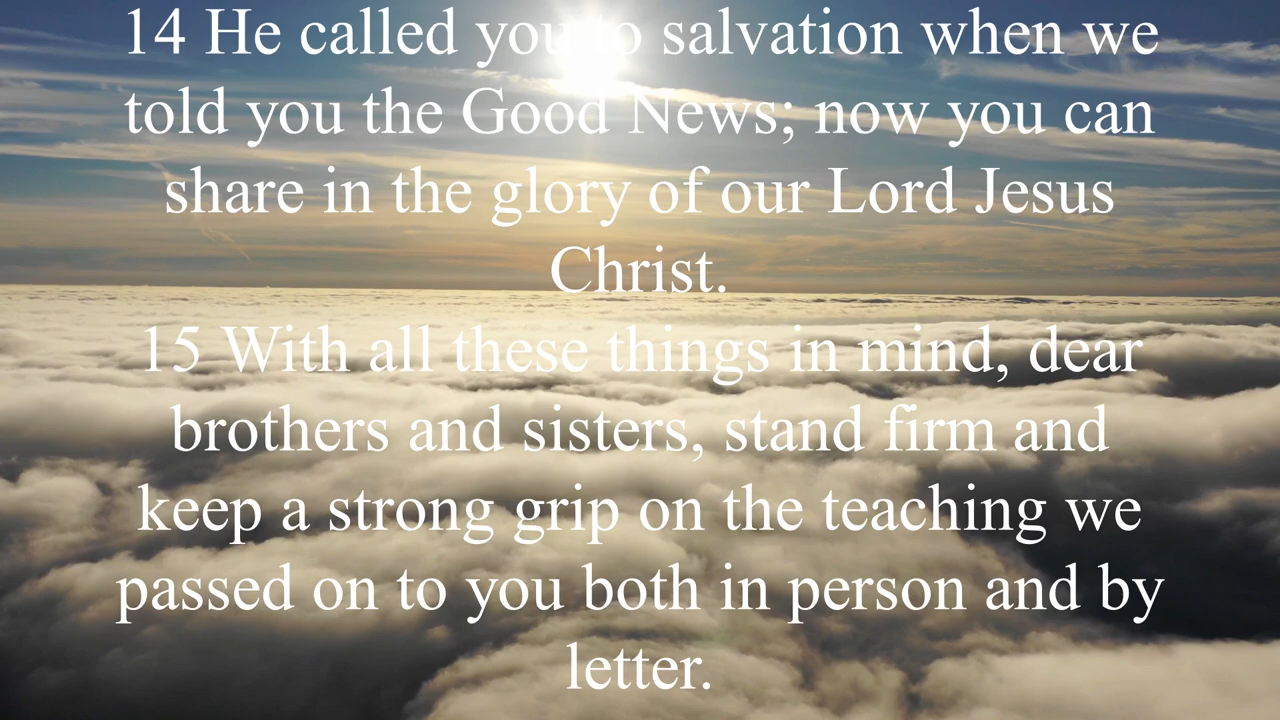 14 He called you to salvation when we
told you the Good News; now you can
share in the glory of our Lord Jesus
Christ.
15 With all these things in mind, dear
brothers and sisters, stand firm and
keep a strong grip on the teaching we
passed on to you both in person and by
letter.